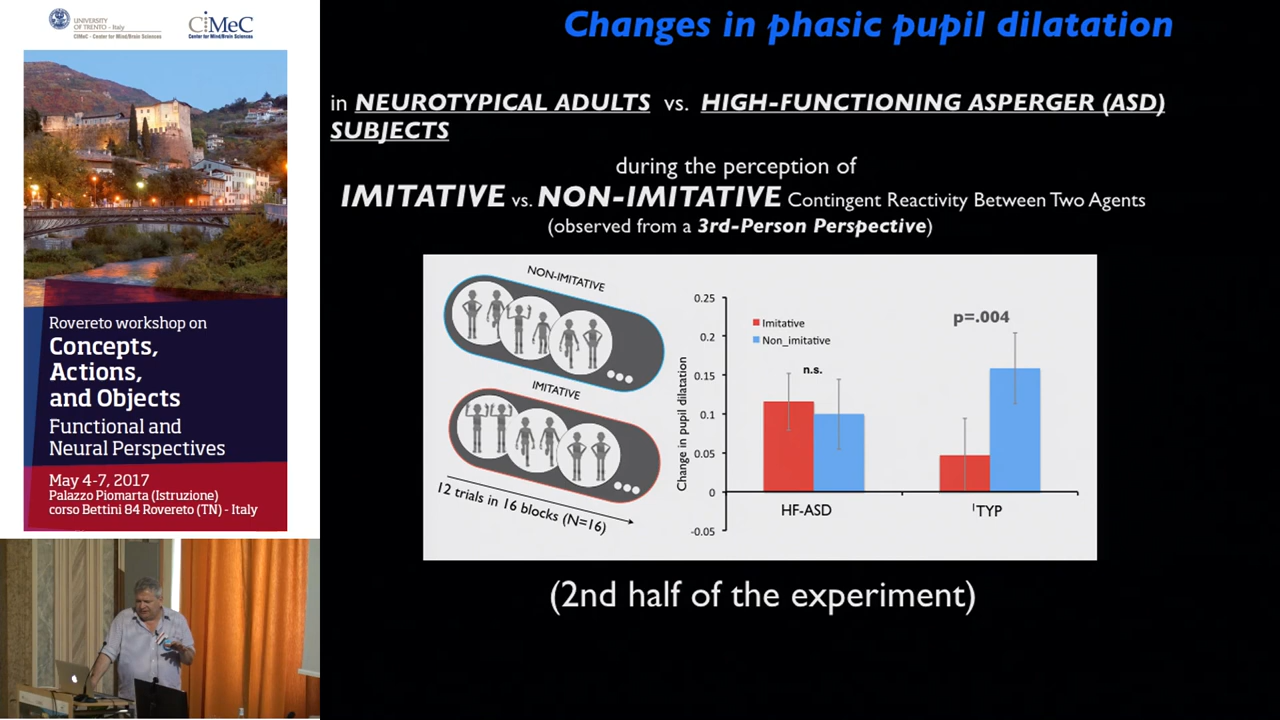 UNIVERSITY
OF TRENTO - Italy
CIMeC - Center for Mind/Brain Sciences
CiMeC
Center for Mind/Brain Sciences
Rovereto workshop on
Concepts,
Actions,
and Objects
Functional and
Neural Perspectives
May 4-7, 2017
Palazzo Piomarta (Istruzione)
corso Bettini 84 Rovereto (TN) - Italy
Changes in phasic pupil dilatation
in NEUROTYPICAL ADULTS vs. HIGH-FUNCTIONING ASPERGER (ASD)
SUBJECTS
during the perception of
IMITATIVE vs. NON-IMITATIVE Contingent Reactivity Between Two Agents
(observed from a 3rd-Person Perspective)
NON-IMITATIVE
IMITATIVE
12 trials in 16 blocks (N=16)
Change in pupil dilatation
0.25
0.2
0.15
0.1
0.05
0
-0.05
Imitative
Non_imitative
n.s.
p=.004
HF-ASD
TYP
(2nd half of the experiment)